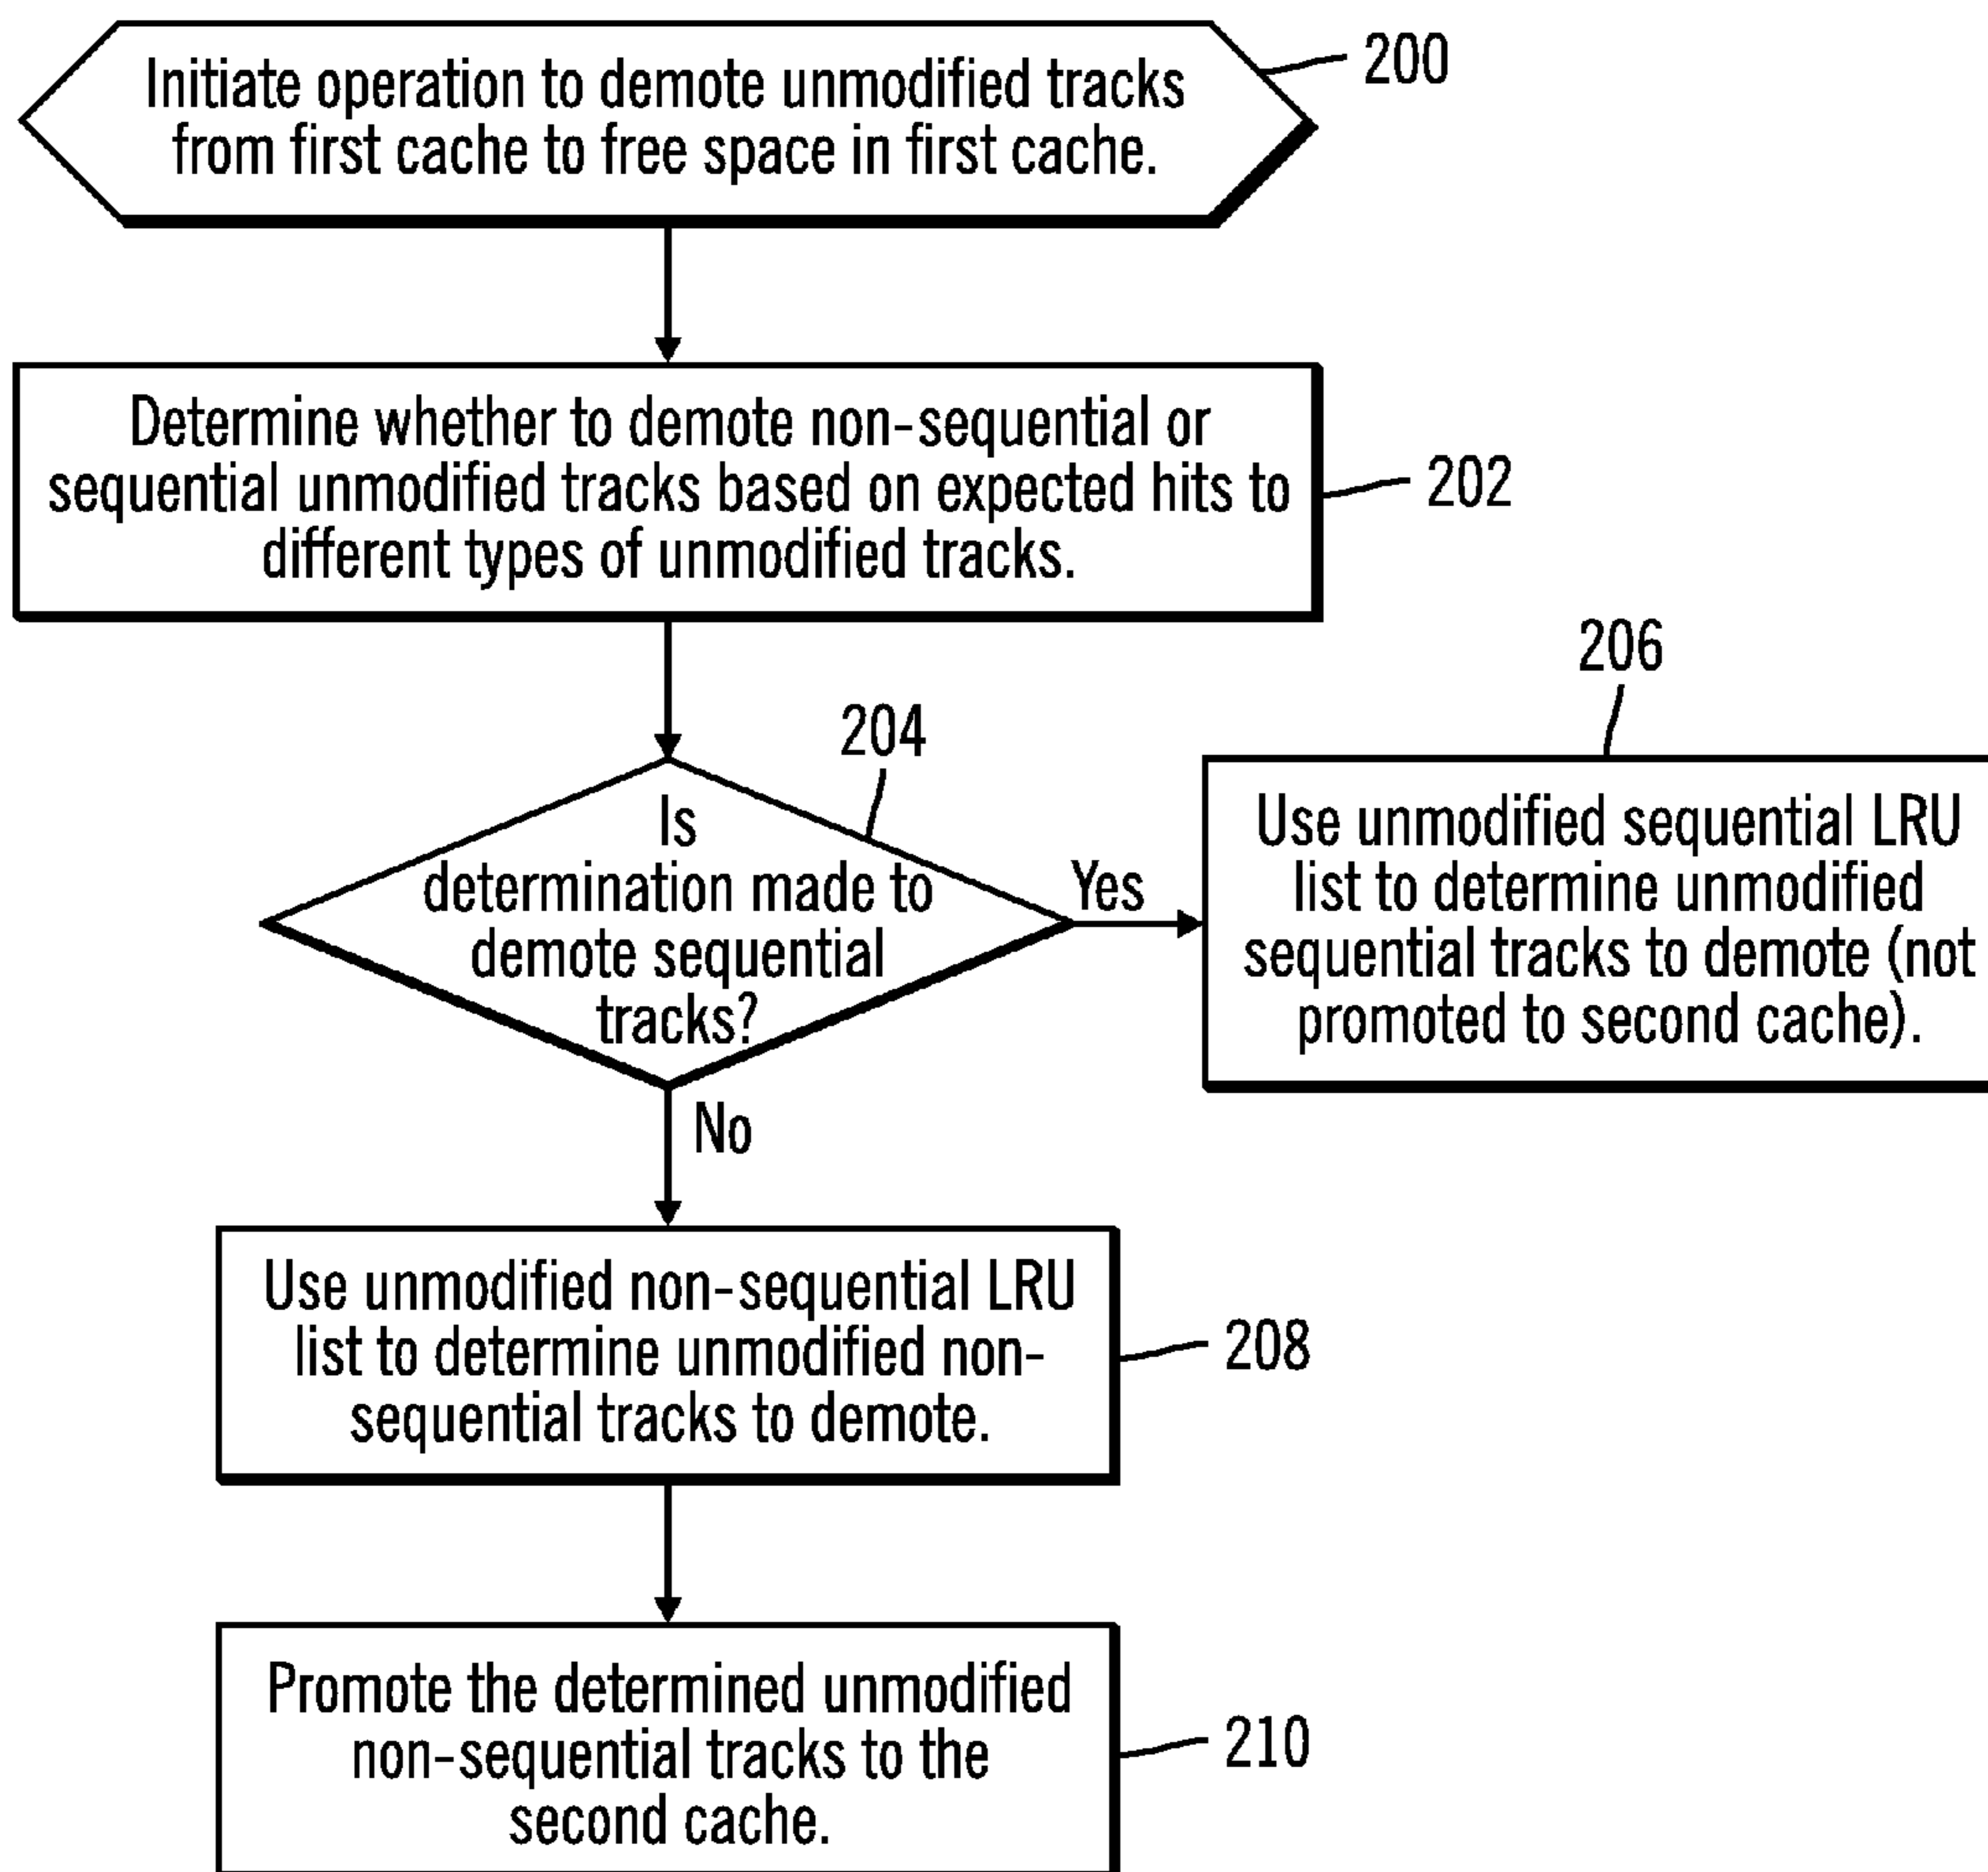 Initiate operation to demote unmodified tracks
from first cache to free space in first cache.
200
Determine whether to demote non-sequential or
sequential unmodified tracks based on expected hits to
different types of unmodified tracks.
202
204
Is
determination made to
demote sequential
tracks?
Yes
206
Use unmodified sequential LRU
list to determine unmodified
sequential tracks to demote (not
promoted to second cache).
No
Use unmodified non-sequential LRU
list to determine unmodified non-
sequential tracks to demote.
208
Promote the determined unmodified
non-sequential tracks to the
second cache.
210